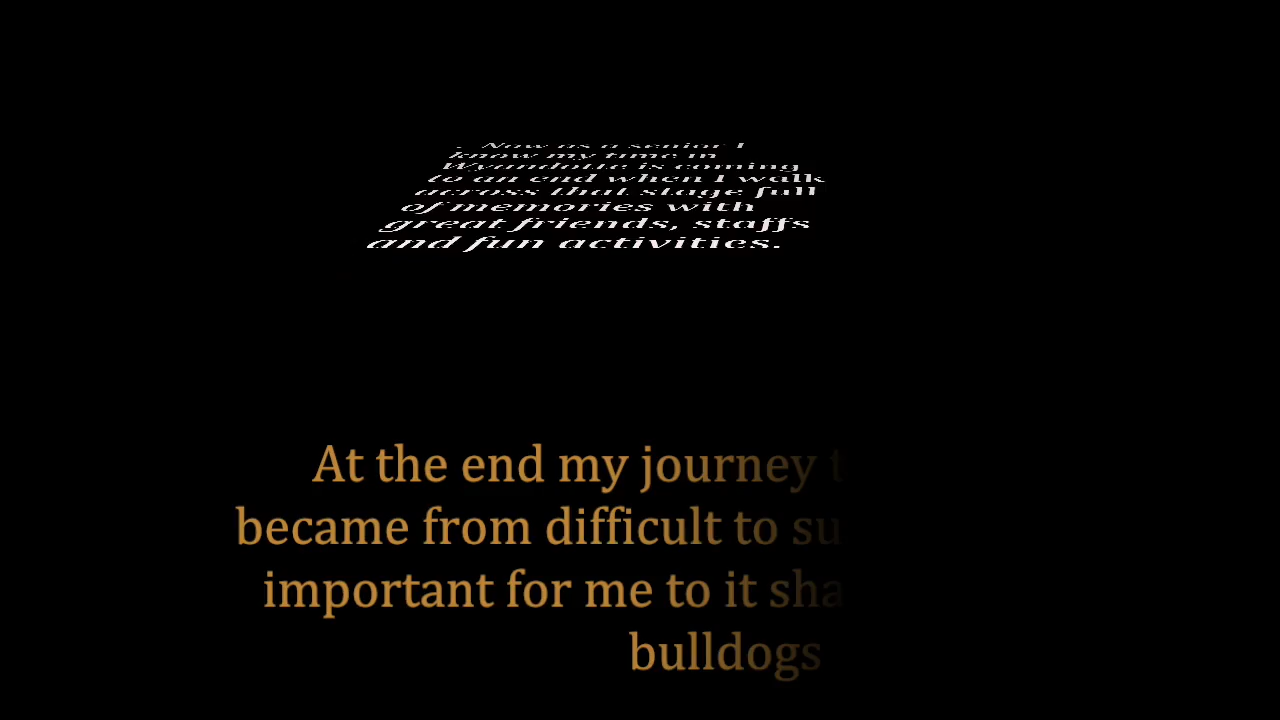 . Now as a senior I
know my time in
Wyandotte is coming
to an end when I walk
across that stage full
of memories with
great friends, staffs
and fun activities.
At the end my journey
became from difficult to
important for me to it
bulldogs